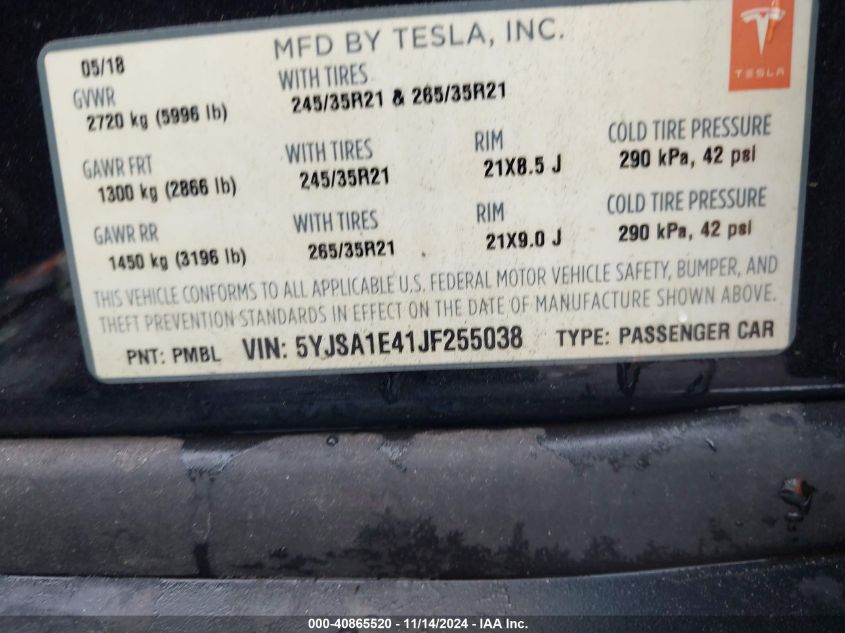 05/18 MFD BY TESLA, INC.
TESLA
GVWR WITH TIRES
2720 kg (5996 lb) 245/35R21 & 265/35R21
GAWR FRT WITH TIRES RIM COLD TIRE PRESSURE
1300 kg (2866 lb) 245/35R21 21X8.5 J 290 kPa, 42 psi
GAWR RR WITH TIRES RIM COLD TIRE PRESSURE
1450 kg (3196 lb) 265/35R21 21X9.0 J 290 kPa, 42 psi
THIS VEHICLE CONFORMS TO ALL APPLICABLE U.S. FEDERAL MOTOR VEHICLE SAFETY, BUMPER, AND
THEFT PREVENTION STANDARDS IN EFFECT ON THE DATE OF MANUFACTURE SHOWN ABOVE.
PNT: PMBL VIN: 5YJSA1E41JF255038 TYPE: PASSENGER CAR
000-40865520 - 11/14/2024 - IAA Inc.